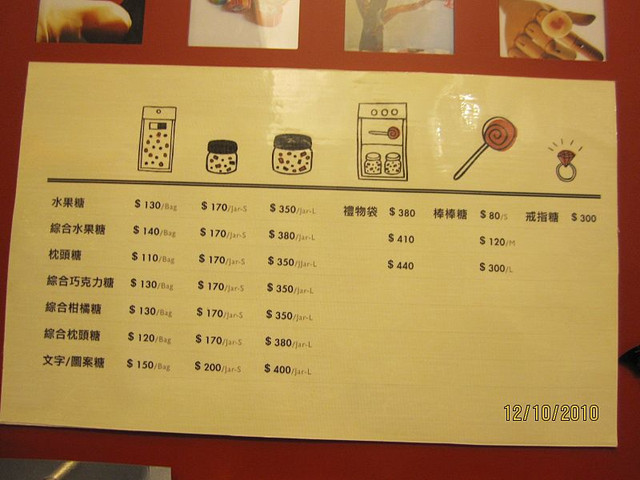 水果糖 $130/Bag $170/Jar-S $350/Jar-L 禮物袋 $380 棒棒糖 $80/S 戒指糖 $300
綜合水果糖 $140/Bag $170/Jar-S $380/Jar-L $410 $120/M
枕頭糖 $110/Bag $170/Jar-S $350/Jar-L $440 $300/L
綜合巧克力糖 $130/Bag $170/Jar-S $350/Jar-L
綜合柑橘糖 $130/Bag $170/Jar-S $350/Jar-L
綜合枕頭糖 $120/Bag $170/Jar-S $380/Jar-L
文字/圖案糖 $150/Bag $200/Jar-S $400/Jar-L
12/10/2010